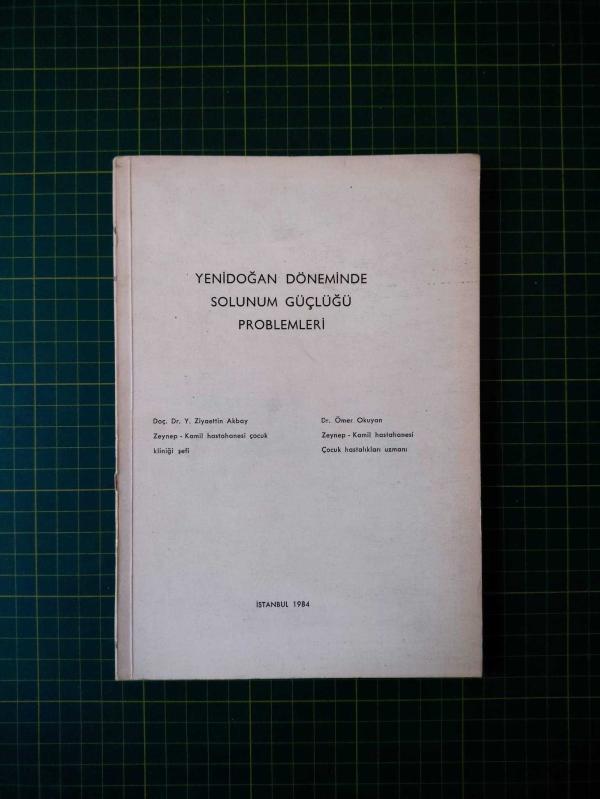 YENİDOĞAN DÖNEMİNDE
SOLUNUM GÜÇLÜĞÜ
PROBLEMLERİ
Doç. Dr. Y. Ziyaettin Akbay
Zeynep - Kamil hastahanesi çocuk
kliniği şefi
Dr. Ömer Okuyan
Zeynep - Kamil hastahanesi
Çocuk hastalıkları uzmanı
İSTANBUL 1984